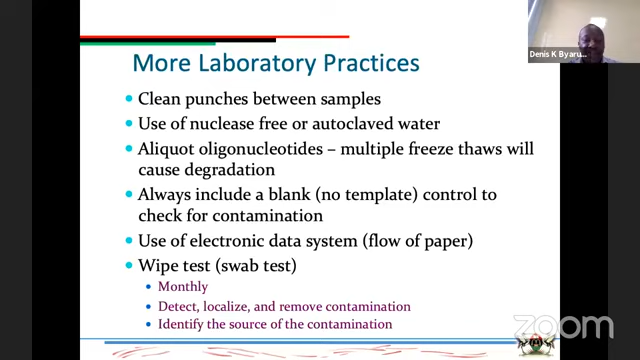 Denis K Byaru...
More Laboratory Practices
• Clean punches between samples
• Use of nuclease free or autoclaved water
• Aliquot oligonucleotides – multiple freeze thaws will
cause degradation
• Always include a blank (no template) control to
check for contamination
• Use of electronic data system (flow of paper)
• Wipe test (swab test)
• Monthly
• Detect, localize, and remove contamination
• Identify the source of the contamination
zoom